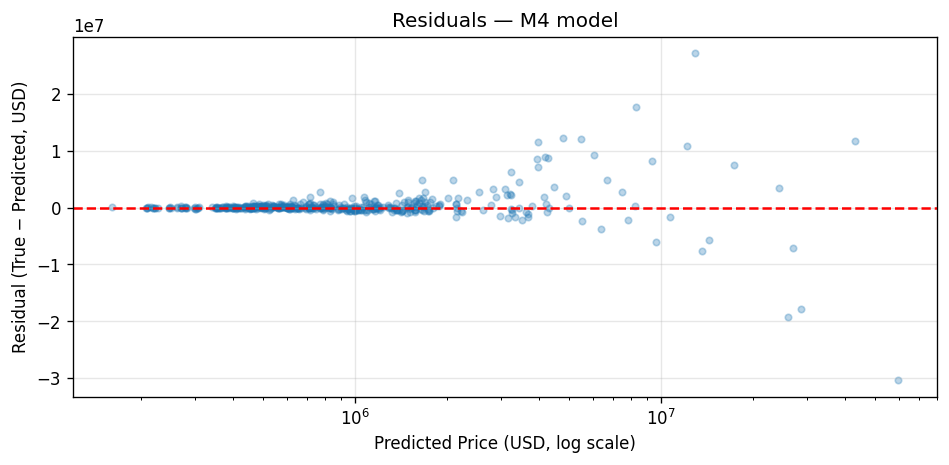 Residuals — M4 model
1e7
2
1
0
−1
−2
−3
Residual (True − Predicted, USD)
10^6
10^7
Predicted Price (USD, log scale)